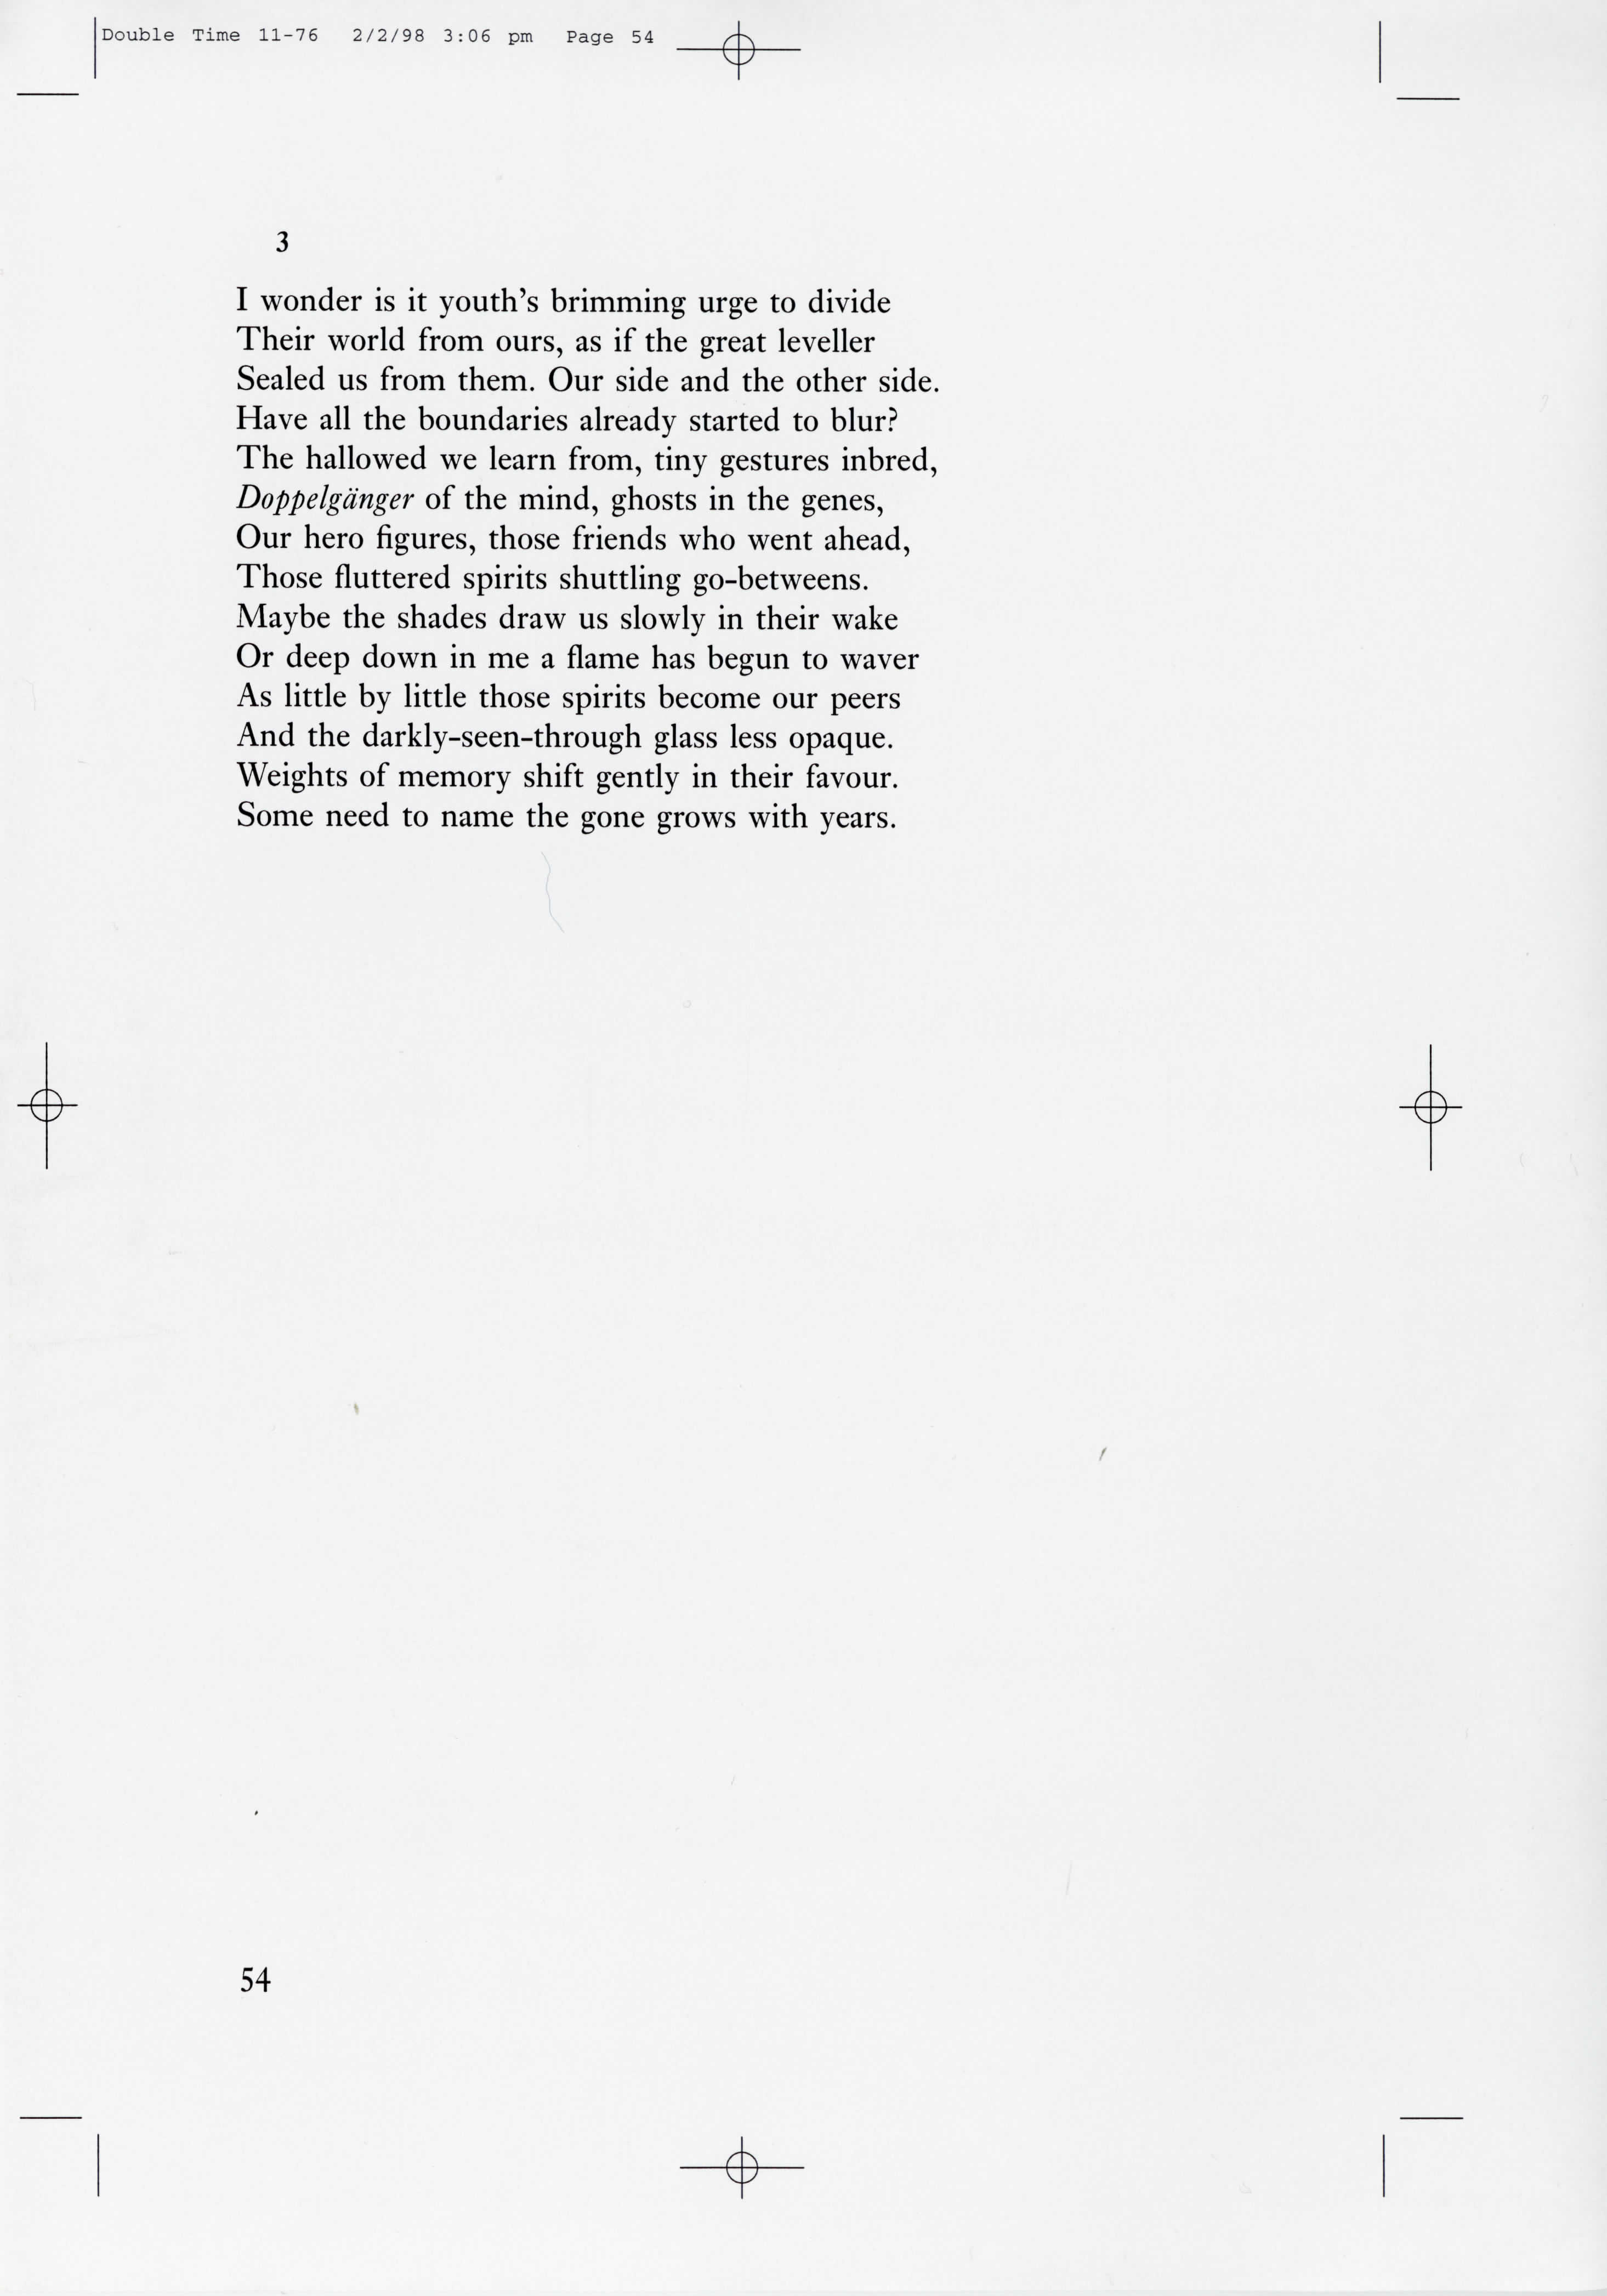 Double Time 11-76 2/2/98 3:06 pm Page 54
3
I wonder is it youth’s brimming urge to divide
Their world from ours, as if the great leveller
Sealed us from them. Our side and the other side.
Have all the boundaries already started to blur?
The hallowed we learn from, tiny gestures inbred,
Doppelgänger of the mind, ghosts in the genes,
Our hero figures, those friends who went ahead,
Those fluttered spirits shuttling go-betweens.
Maybe the shades draw us slowly in their wake
Or deep down in me a flame has begun to waver
As little by little those spirits become our peers
And the darkly-seen-through glass less opaque.
Weights of memory shift gently in their favour.
Some need to name the gone grows with years.
54